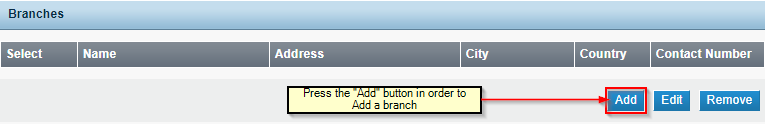 Branches
Select Name Address City Country Contact Number
Press the "Add" button in order to
Add a branch
Add Edit Remove